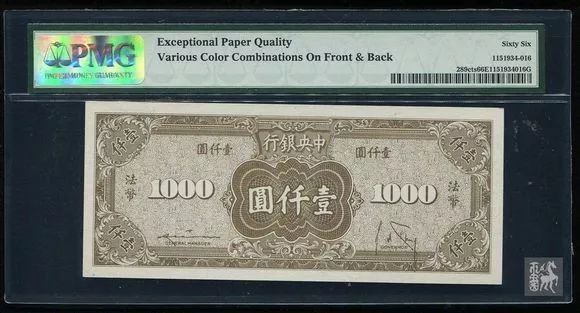 PMG
PAPER MONEY GUARANTY
Exceptional Paper Quality
Various Color Combinations On Front & Back
Sixty Six
1151934-016
289cts66E1151934016G
壹仟
壹仟
行銀央中
圓仟壹
圓仟壹
法幣
1000
圓仟壹
1000
法幣
GENERAL MANAGER
GOVERNOR
壹仟
壹仟